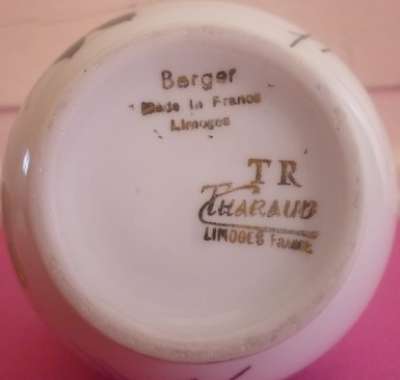 Berger
Made in France
Limoges
TR
THARAUD
LIMOGES FRANCE